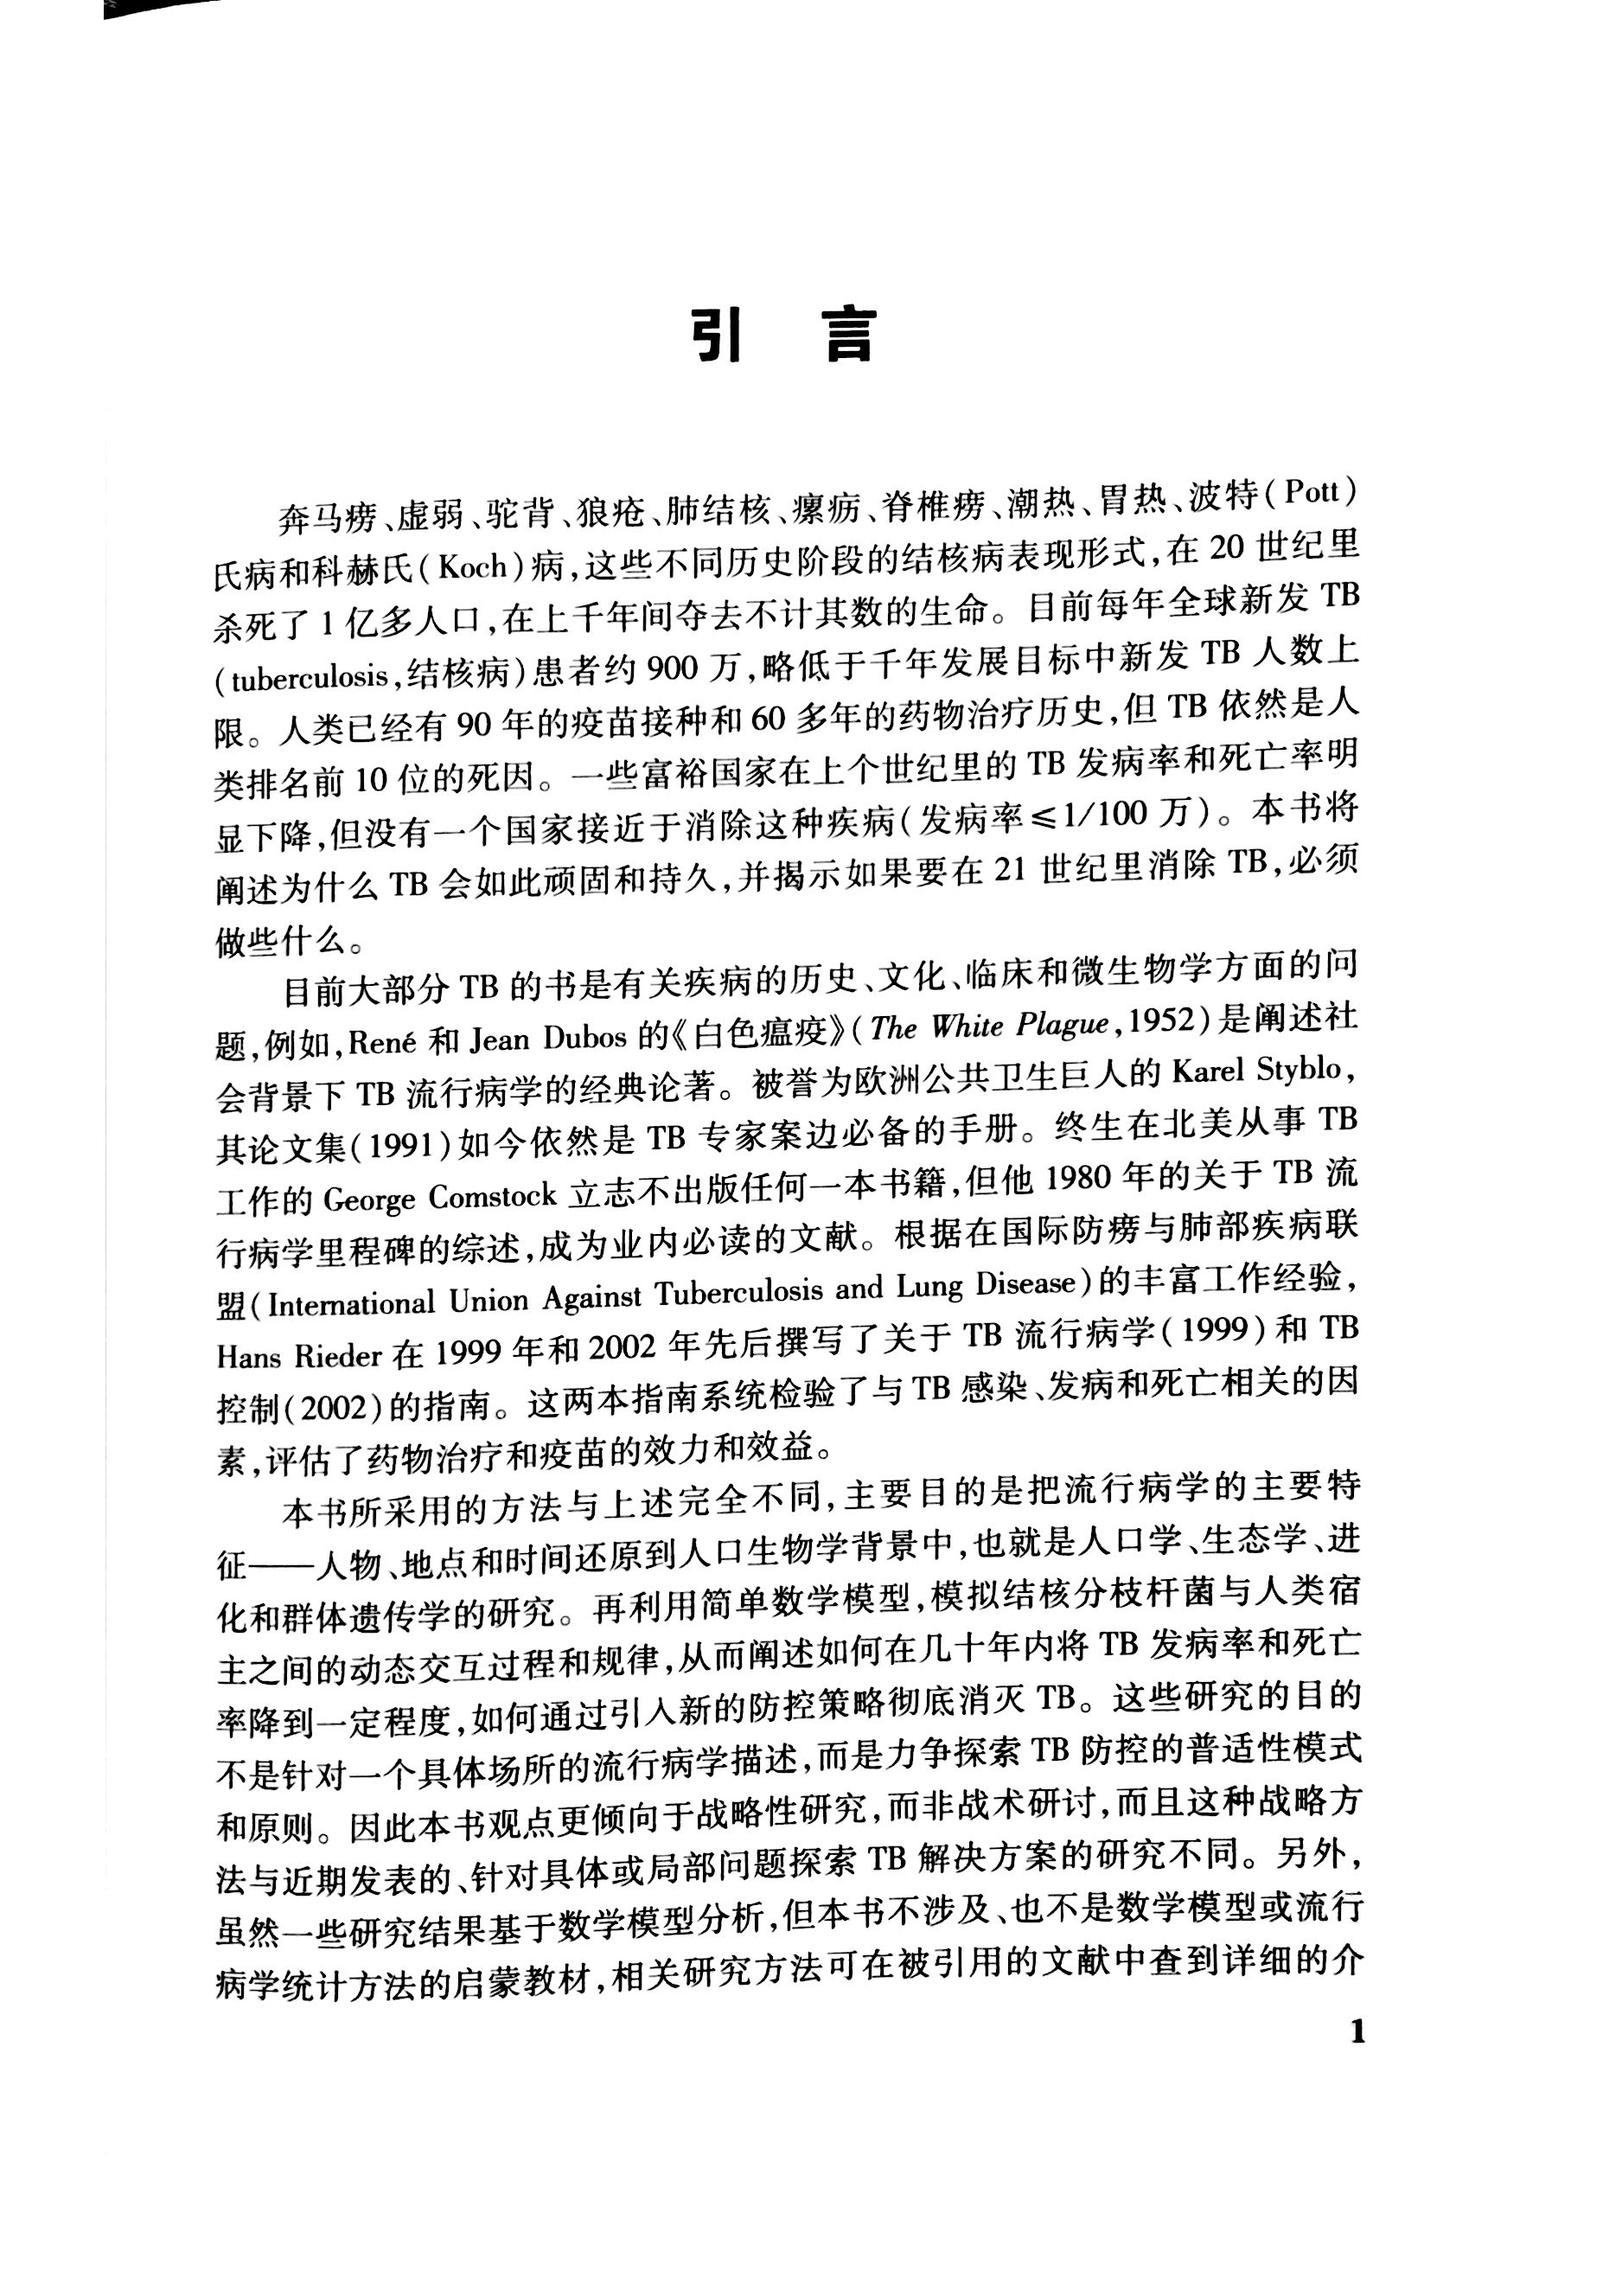 引 言
奔马痨、虚弱、驼背、狼疮、肺结核、瘰疬、脊椎痨、潮热、胃热、波特(Pott)
氏病和科赫氏(Koch)病,这些不同历史阶段的结核病表现形式,在 20 世纪里
杀死了 1 亿多人口,在上千年间夺去不计其数的生命。目前每年全球新发 TB
(tuberculosis,结核病)患者约 900 万,略低于千年发展目标中新发 TB 人数上
限。人类已经有 90 年的疫苗接种和 60 多年的药物治疗历史,但 TB 依然是人
类排名前 10 位的死因。一些富裕国家在上个世纪里的 TB 发病率和死亡率明
显下降,但没有一个国家接近于消除这种疾病(发病率≤1/100 万)。本书将
阐述为什么 TB 会如此顽固和持久,并揭示如果要在 21 世纪里消除 TB,必须
做些什么。
目前大部分 TB 的书是有关疾病的历史、文化、临床和微生物学方面的问
题,例如,René 和 Jean Dubos 的《白色瘟疫》(The White Plague,1952)是阐述社
会背景下 TB 流行病学的经典论著。被誉为欧洲公共卫生巨人的 Karel Styblo,
其论文集(1991)如今依然是 TB 专家案边必备的手册。终生在北美从事 TB
工作的 George Comstock 立志不出版任何一本书籍,但他 1980 年的关于 TB 流
行病学里程碑的综述,成为业内必读的文献。根据在国际防痨与肺部疾病联
盟(International Union Against Tuberculosis and Lung Disease)的丰富工作经验,
Hans Rieder 在 1999 年和 2002 年先后撰写了关于 TB 流行病学(1999)和 TB
控制(2002)的指南。这两本指南系统检验了与 TB 感染、发病和死亡相关的因
素,评估了药物治疗和疫苗的效力和效益。
本书所采用的方法与上述完全不同,主要目的是把流行病学的主要特
征——人物、地点和时间还原到人口生物学背景中,也就是人口学、生态学、进
化和群体遗传学的研究。再利用简单数学模型,模拟结核分枝杆菌与人类宿
主之间的动态交互过程和规律,从而阐述如何在几十年内将 TB 发病率和死亡
率降到一定程度,如何通过引入新的防控策略彻底消灭 TB。这些研究的目的
不是针对一个具体场所的流行病学描述,而是力争探索 TB 防控的普适性模式
和原则。因此本书观点更倾向于战略性研究,而非战术研讨,而且这种战略方
法与近期发表的、针对具体或局部问题探索 TB 解决方案的研究不同。另外,
虽然一些研究结果基于数学模型分析,但本书不涉及、也不是数学模型或流行
病学统计方法的启蒙教材,相关研究方法可在被引用的文献中查到详细的介
1